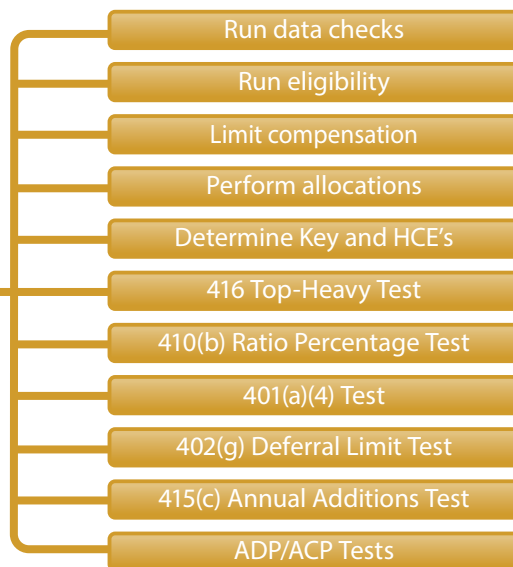 Run data checks
Run eligibility
Limit compensation
Perform allocations
Determine Key and HCE's
416 Top-Heavy Test
410(b) Ratio Percentage Test
401(a)(4) Test
402(g) Deferral Limit Test
415(c) Annual Additions Test
ADP/ACP Tests